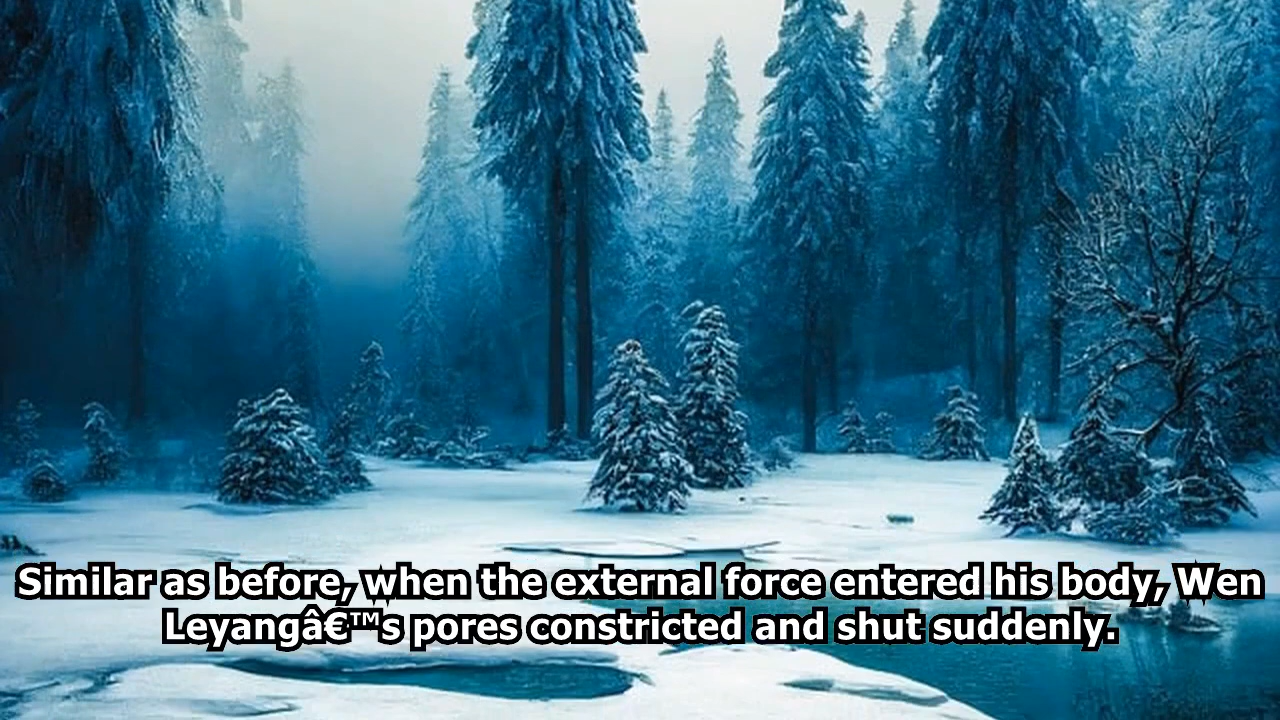 Similar as before, when the external force entered his body, Wen
Leyangâ€™s pores constricted and shut suddenly.